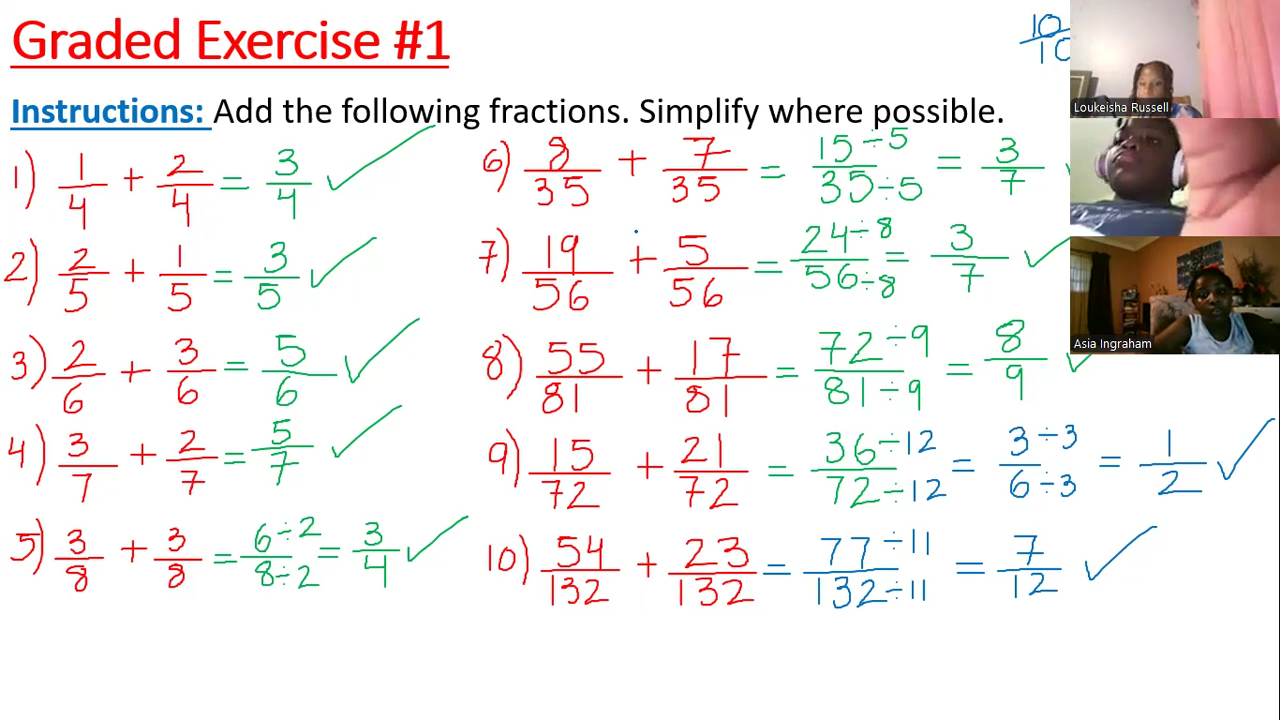 Graded Exercise #1
10/10
Instructions: Add the following fractions. Simplify where possible.
1) 1/4 + 2/4 = 3/4 ✓
2) 2/5 + 1/5 = 3/5 ✓
3) 2/6 + 3/6 = 5/6 ✓
4) 3/7 + 2/7 = 5/7 ✓
5) 3/8 + 3/8 = 6÷2/8÷2 = 3/4 ✓
6) 8/35 + 7/35 = 15÷5/35÷5 = 3/7 ✓
7) 19/56 + 5/56 = 24÷8/56÷8 = 3/7 ✓
8) 55/81 + 17/81 = 72÷9/81÷9 = 8/9 ✓
9) 15/72 + 21/72 = 36÷12/72÷12 = 3÷3/6÷3 = 1/2 ✓
10) 54/132 + 23/132 = 77÷11/132÷11 = 7/12 ✓
Loukeisha Russell
Asia Ingraham